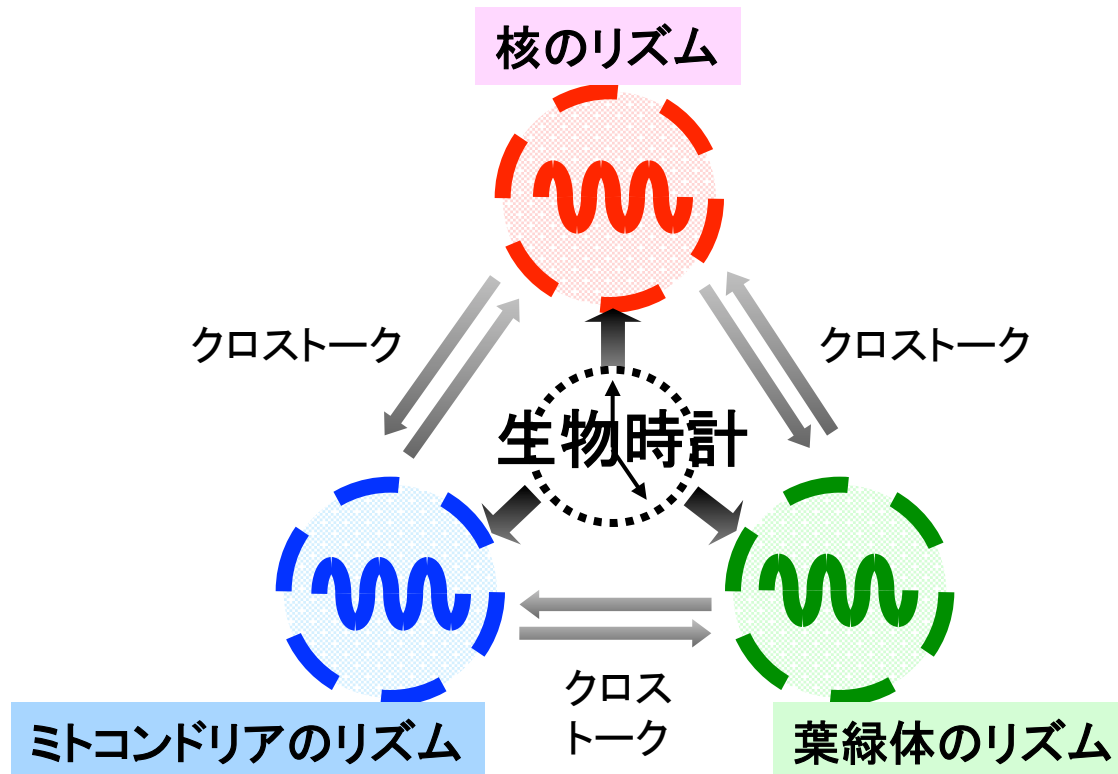 核のリズム
クロストーク
クロストーク
生物時計
クロス
トーク
ミトコンドリアのリズム
葉緑体のリズム